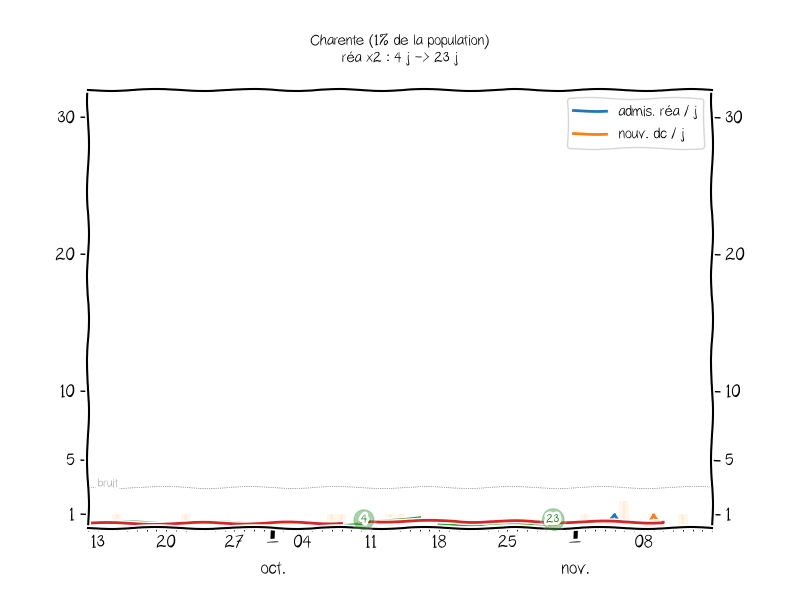 Charente (1% de la population)
réa x2 : 4 j -> 23 j
admis. réa / j
nouv. dc / j
30
30
20
20
10
10
5
5
bruit
1
1
4
23
13
20
27
04
11
18
25
08
oct.
nov.